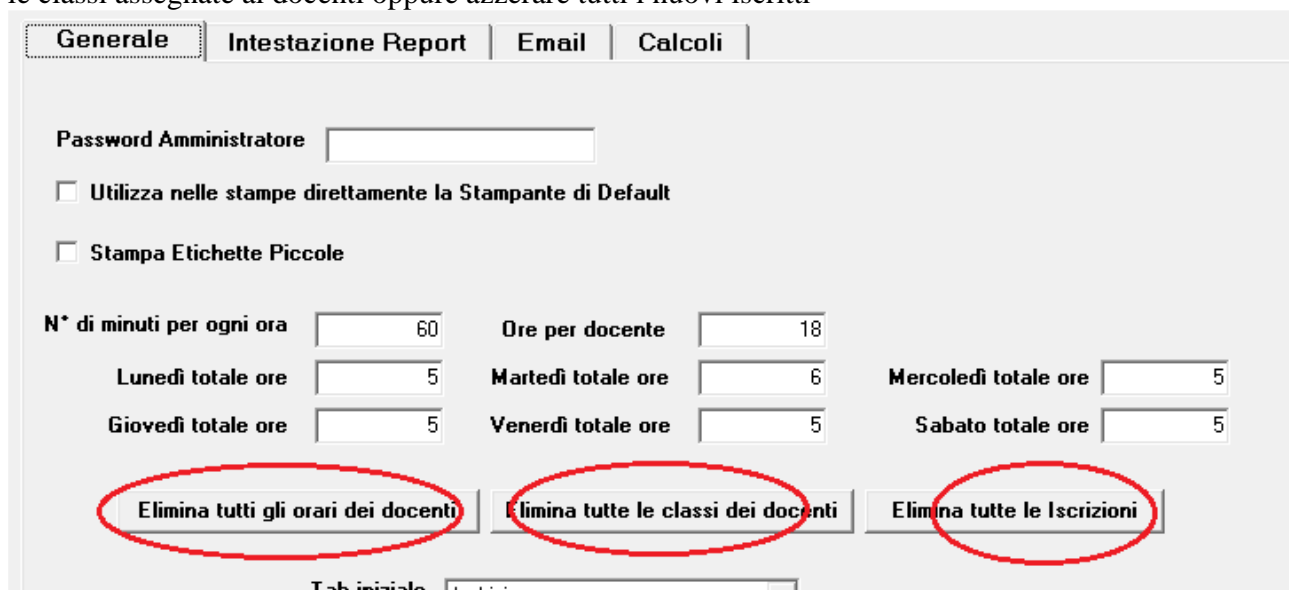 le classi assegnate ai docenti oppure azzerare tutti i nuovi iscritti
Generale Intestazione Report Email Calcoli
Password Amministratore
Utilizza nelle stampe direttamente la Stampante di Default
Stampa Etichette Piccole
N° di minuti per ogni ora 60 Ore per docente 18
Lunedì totale ore 5 Martedì totale ore 6 Mercoledì totale ore 5
Giovedì totale ore 5 Venerdì totale ore 5 Sabato totale ore 5
Elimina tutti gli orari dei docenti Elimina tutte le classi dei docenti Elimina tutte le Iscrizioni
Tab iniziale